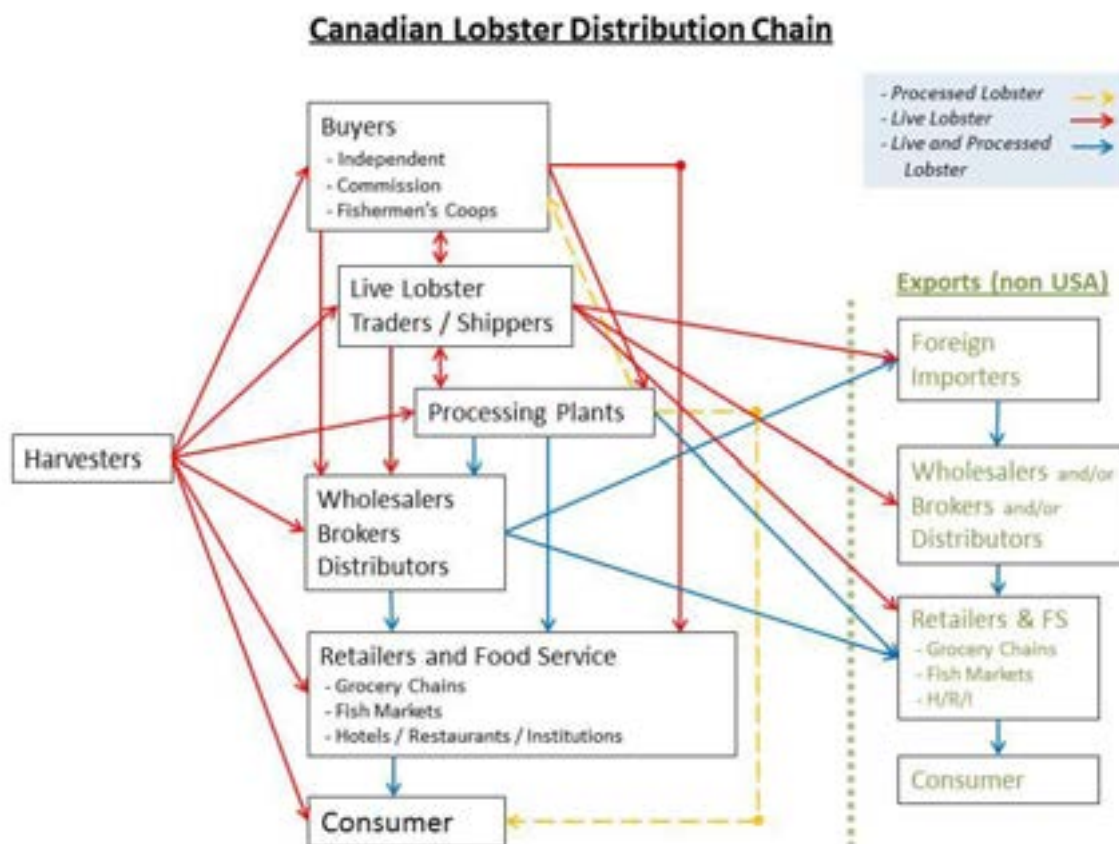 Canadian Lobster Distribution Chain
- Processed Lobster
- Live Lobster
- Live and Processed
Lobster
Buyers
- Independent
- Commission
- Fishermen's Coops
Live Lobster
Traders / Shippers
Processing Plants
Harvesters
Wholesalers
Brokers
Distributors
Retailers and Food Service
- Grocery Chains
- Fish Markets
- Hotels / Restaurants / Institutions
Consumer
Exports (non USA)
Foreign
Importers
Wholesalers and/or
Brokers and/or
Distributors
Retailers & FS
- Grocery Chains
- Fish Markets
- H/R/I
Consumer